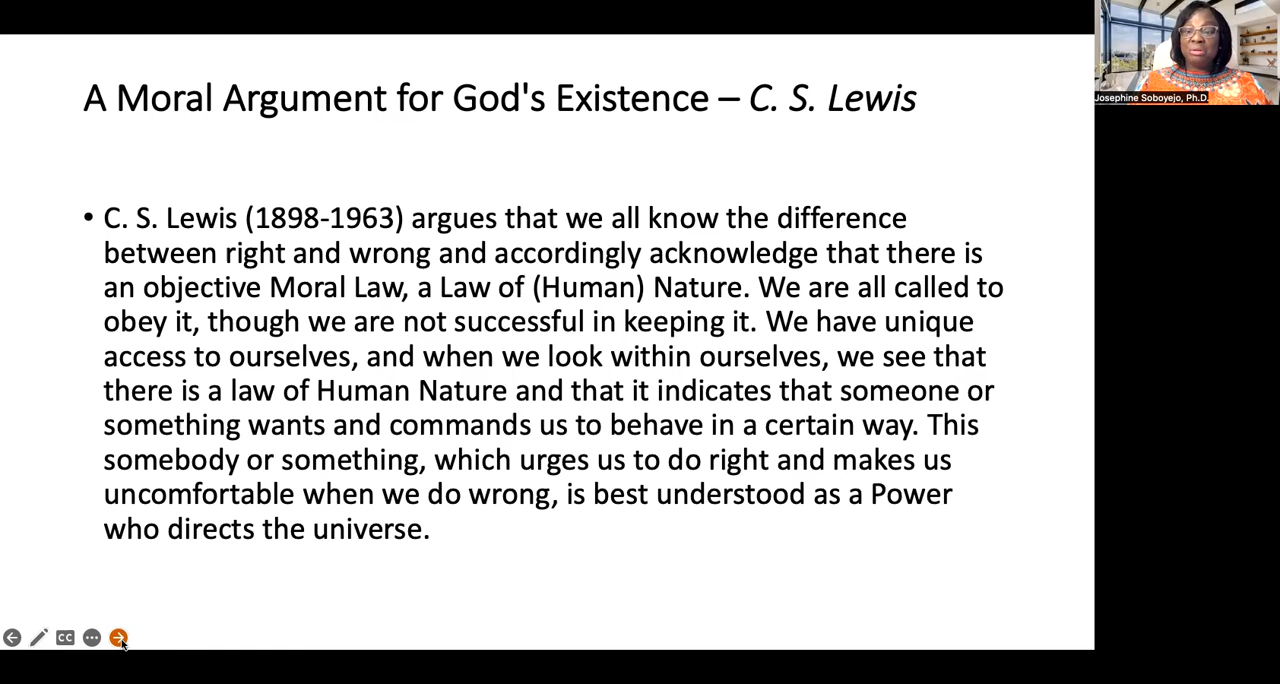 A Moral Argument for God's Existence – C. S. Lewis
• C. S. Lewis (1898-1963) argues that we all know the difference
between right and wrong and accordingly acknowledge that there is
an objective Moral Law, a Law of (Human) Nature. We are all called to
obey it, though we are not successful in keeping it. We have unique
access to ourselves, and when we look within ourselves, we see that
there is a law of Human Nature and that it indicates that someone or
something wants and commands us to behave in a certain way. This
somebody or something, which urges us to do right and makes us
uncomfortable when we do wrong, is best understood as a Power
who directs the universe.
Josephine Soboyejo, Ph.D.
CC